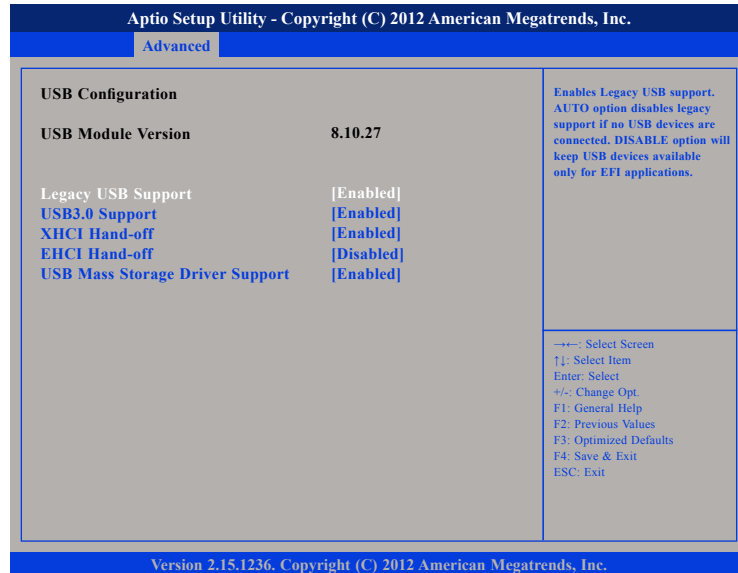 Aptio Setup Utility - Copyright (C) 2012 American Megatrends, Inc.
Advanced
USB Configuration
USB Module Version 8.10.27
Legacy USB Support [Enabled]
USB3.0 Support [Enabled]
XHCI Hand-off [Enabled]
EHCI Hand-off [Disabled]
USB Mass Storage Driver Support [Enabled]
Enables Legacy USB support.
AUTO option disables legacy
support if no USB devices are
connected. DISABLE option will
keep USB devices available
only for EFI applications.
→←: Select Screen
↑↓: Select Item
Enter: Select
+/-: Change Opt.
F1: General Help
F2: Previous Values
F3: Optimized Defaults
F4: Save & Exit
ESC: Exit
Version 2.15.1236. Copyright (C) 2012 American Megatrends, Inc.